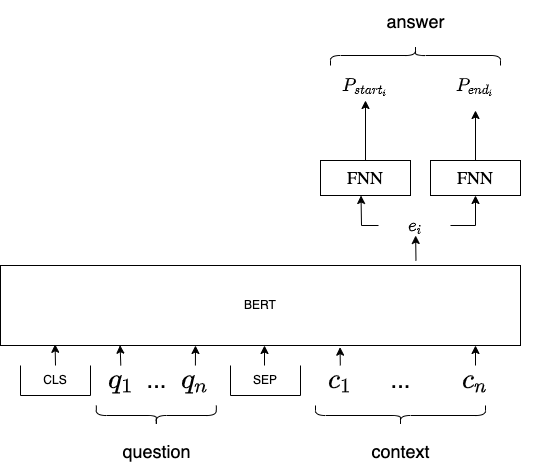 answer
P_{start_i} P_{end_i}
FNN FNN
e_i
BERT
CLS q_1 ... q_n SEP c_1 ... c_n
question context